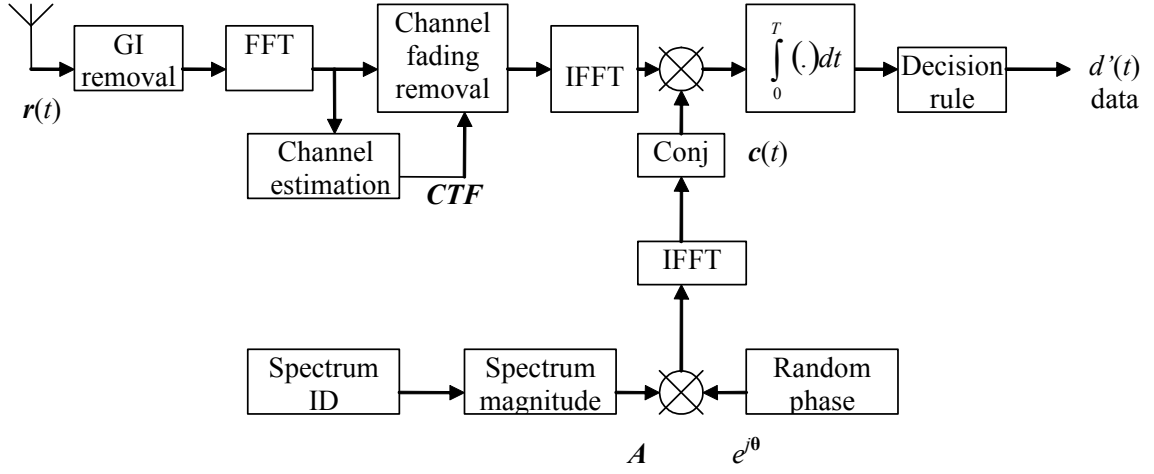 GI
removal
FFT
Channel
fading
removal
IFFT
T
∫ (.)dt
0
Decision
rule
d’(t)
data
r(t)
Channel
estimation
CTF
Conj
c(t)
IFFT
Spectrum
ID
Spectrum
magnitude
Random
phase
A
e^{jθ}